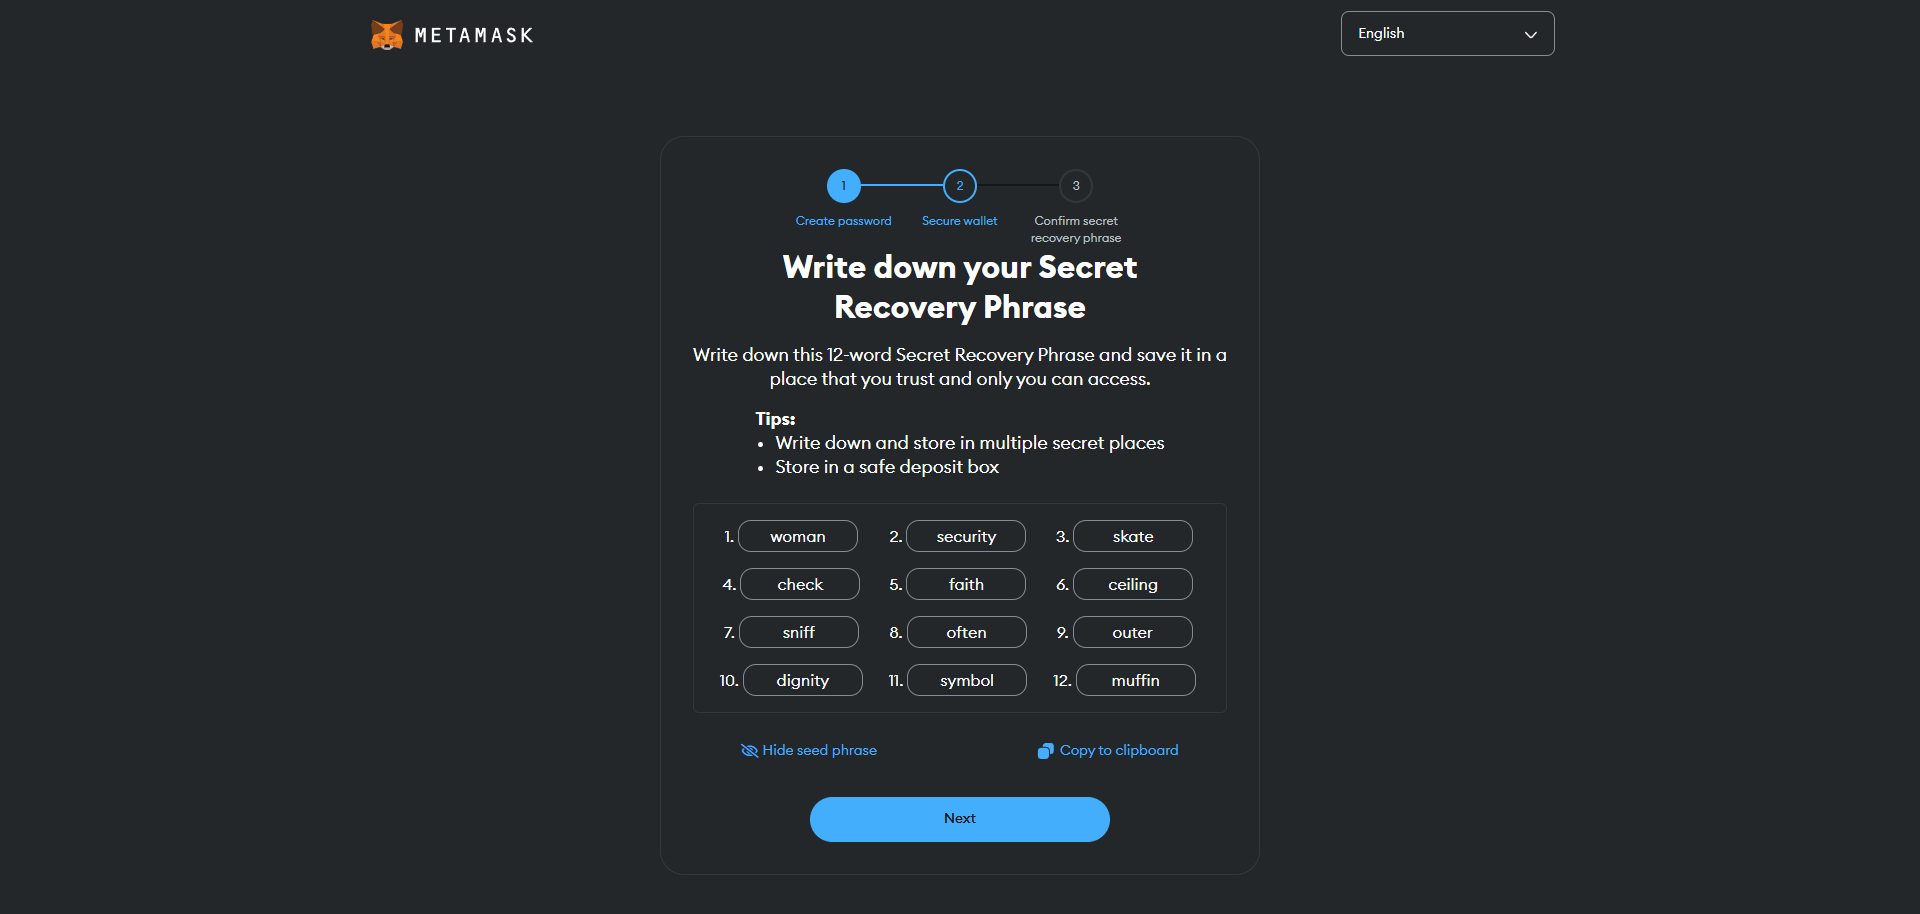 METAMASK
English
1
2
3
Create password
Secure wallet
Confirm secret
recovery phrase
Write down your Secret
Recovery Phrase
Write down this 12-word Secret Recovery Phrase and save it in a
place that you trust and only you can access.
Tips:
• Write down and store in multiple secret places
• Store in a safe deposit box
1. woman 2. security 3. skate
4. check 5. faith 6. ceiling
7. sniff 8. often 9. outer
10. dignity 11. symbol 12. muffin
Hide seed phrase
Copy to clipboard
Next